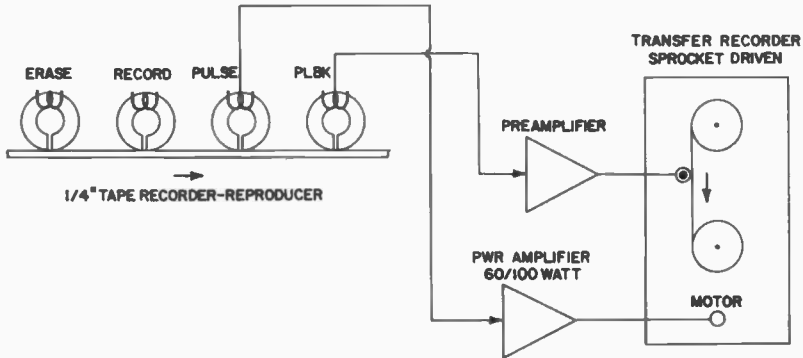 TRANSFER RECORDER
SPROCKET DRIVEN
ERASE RECORD PULSE PLBK
PREAMPLIFIER
1/4" TAPE RECORDER-REPRODUCER
PWR AMPLIFIER
60/100 WATT
MOTOR